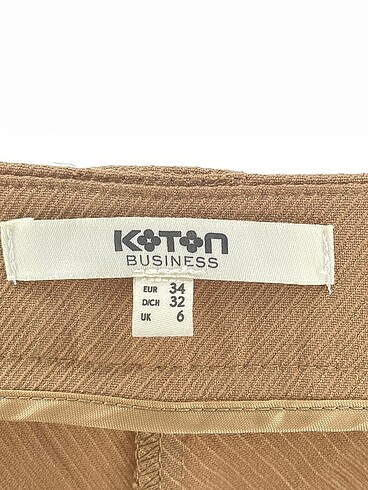 KOTON
BUSINESS
EUR 34
D/CH 32
UK 6